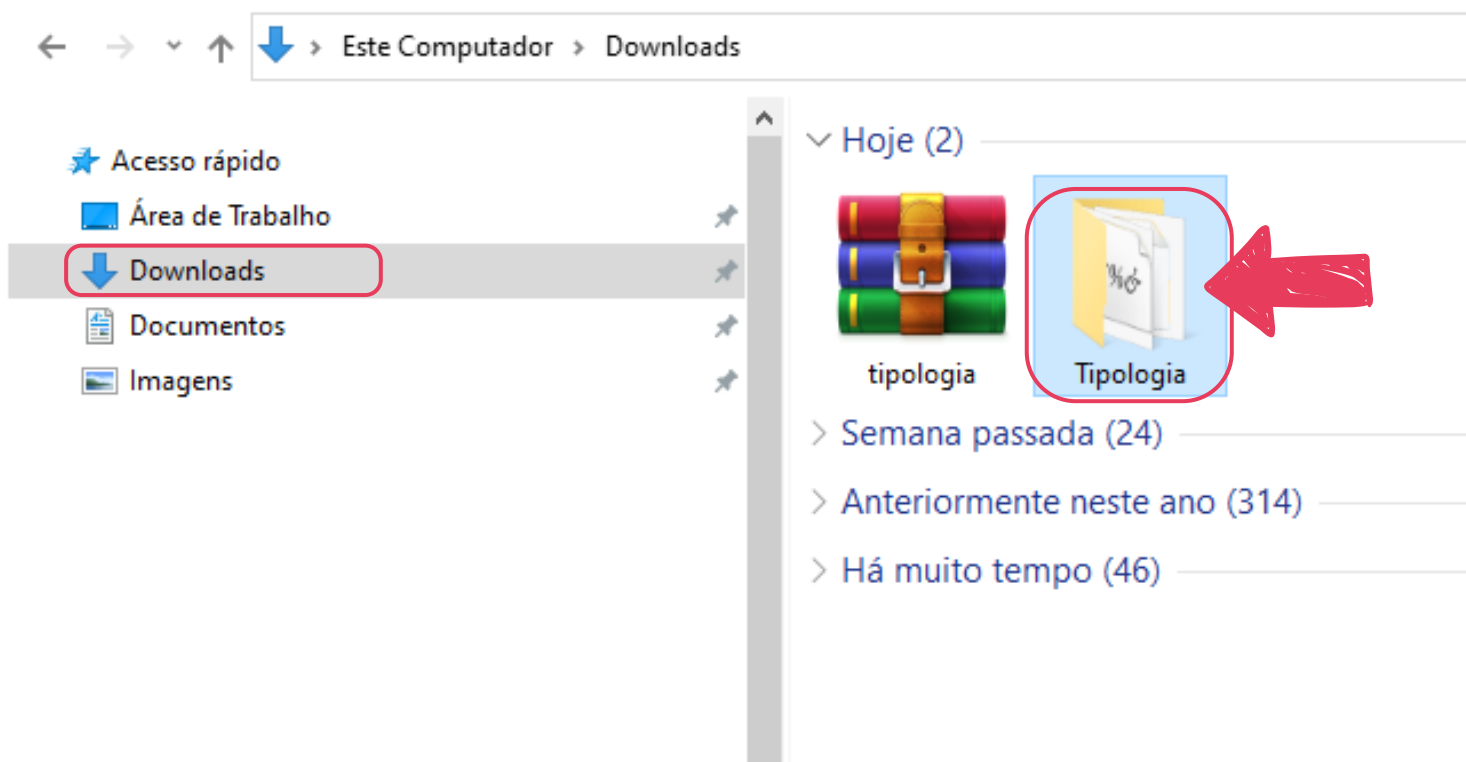 Este Computador > Downloads
Acesso rápido
Área de Trabalho
Downloads
Documentos
Imagens
Hoje (2)
tipologia
Tipologia
Semana passada (24)
Anteriormente neste ano (314)
Há muito tempo (46)